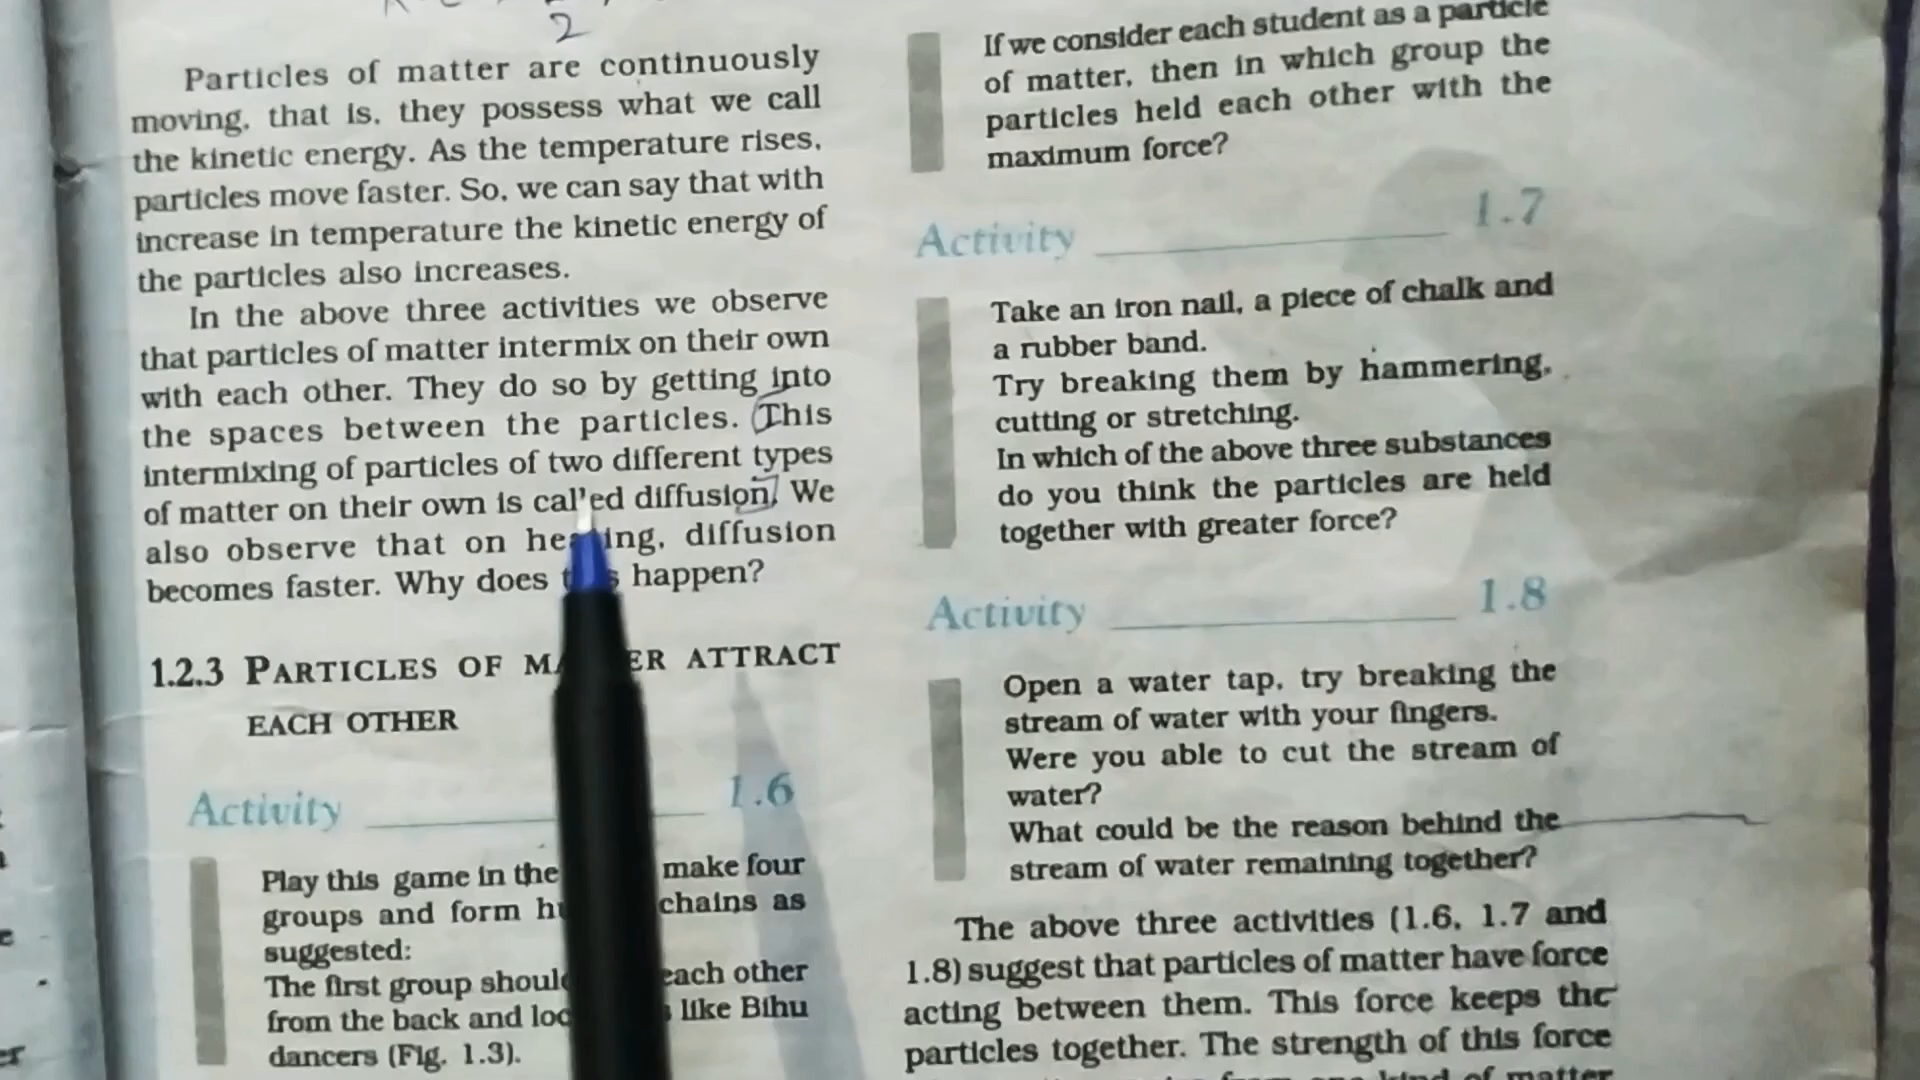 2
Particles of matter are continuously
moving, that is, they possess what we call
the kinetic energy. As the temperature rises,
particles move faster. So, we can say that with
increase in temperature the kinetic energy of
the particles also increases.
In the above three activities we observe
that particles of matter intermix on their own
with each other. They do so by getting into
the spaces between the particles. This
intermixing of particles of two different types
of matter on their own is called diffusion. We
also observe that on heating, diffusion
becomes faster. Why does this happen?
1.2.3 PARTICLES OF MATTER ATTRACT
EACH OTHER
Activity 1.6
Play this game in the make four
groups and form chains as
suggested:
The first group should each other
from the back and like Bihu
dancers (Fig. 1.3).
If we consider each student as a particle
of matter, then in which group the
particles held each other with the
maximum force?
Activity 1.7
Take an iron nail, a piece of chalk and
a rubber band.
Try breaking them by hammering,
cutting or stretching.
In which of the above three substances
do you think the particles are held
together with greater force?
Activity 1.8
Open a water tap, try breaking the
stream of water with your fingers.
Were you able to cut the stream of
water?
What could be the reason behind the
stream of water remaining together?
The above three activities (1.6, 1.7 and
1.8) suggest that particles of matter have force
acting between them. This force keeps the
particles together. The strength of this force
kind of matter